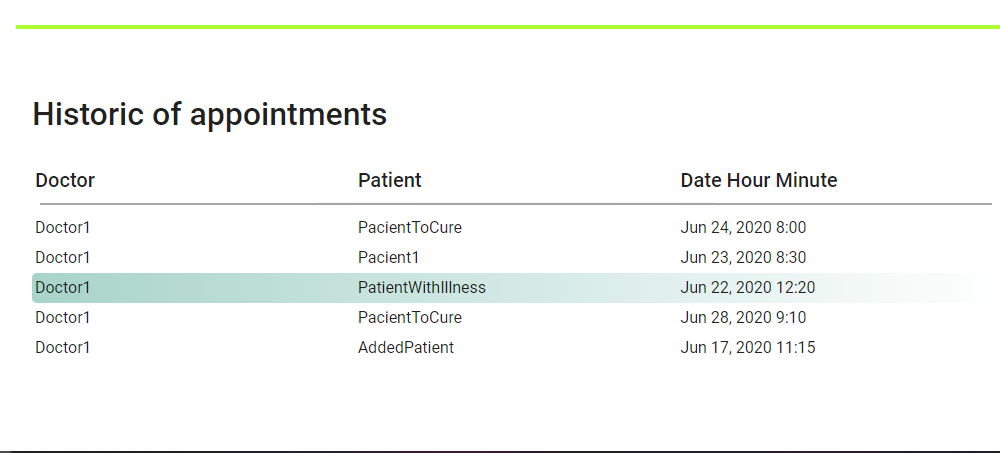 Historic of appointments
Doctor Patient Date Hour Minute
Doctor1 PacientToCure Jun 24, 2020 8:00
Doctor1 Pacient1 Jun 23, 2020 8:30
Doctor1 PatientWithIllness Jun 22, 2020 12:20
Doctor1 PacientToCure Jun 28, 2020 9:10
Doctor1 AddedPatient Jun 17, 2020 11:15